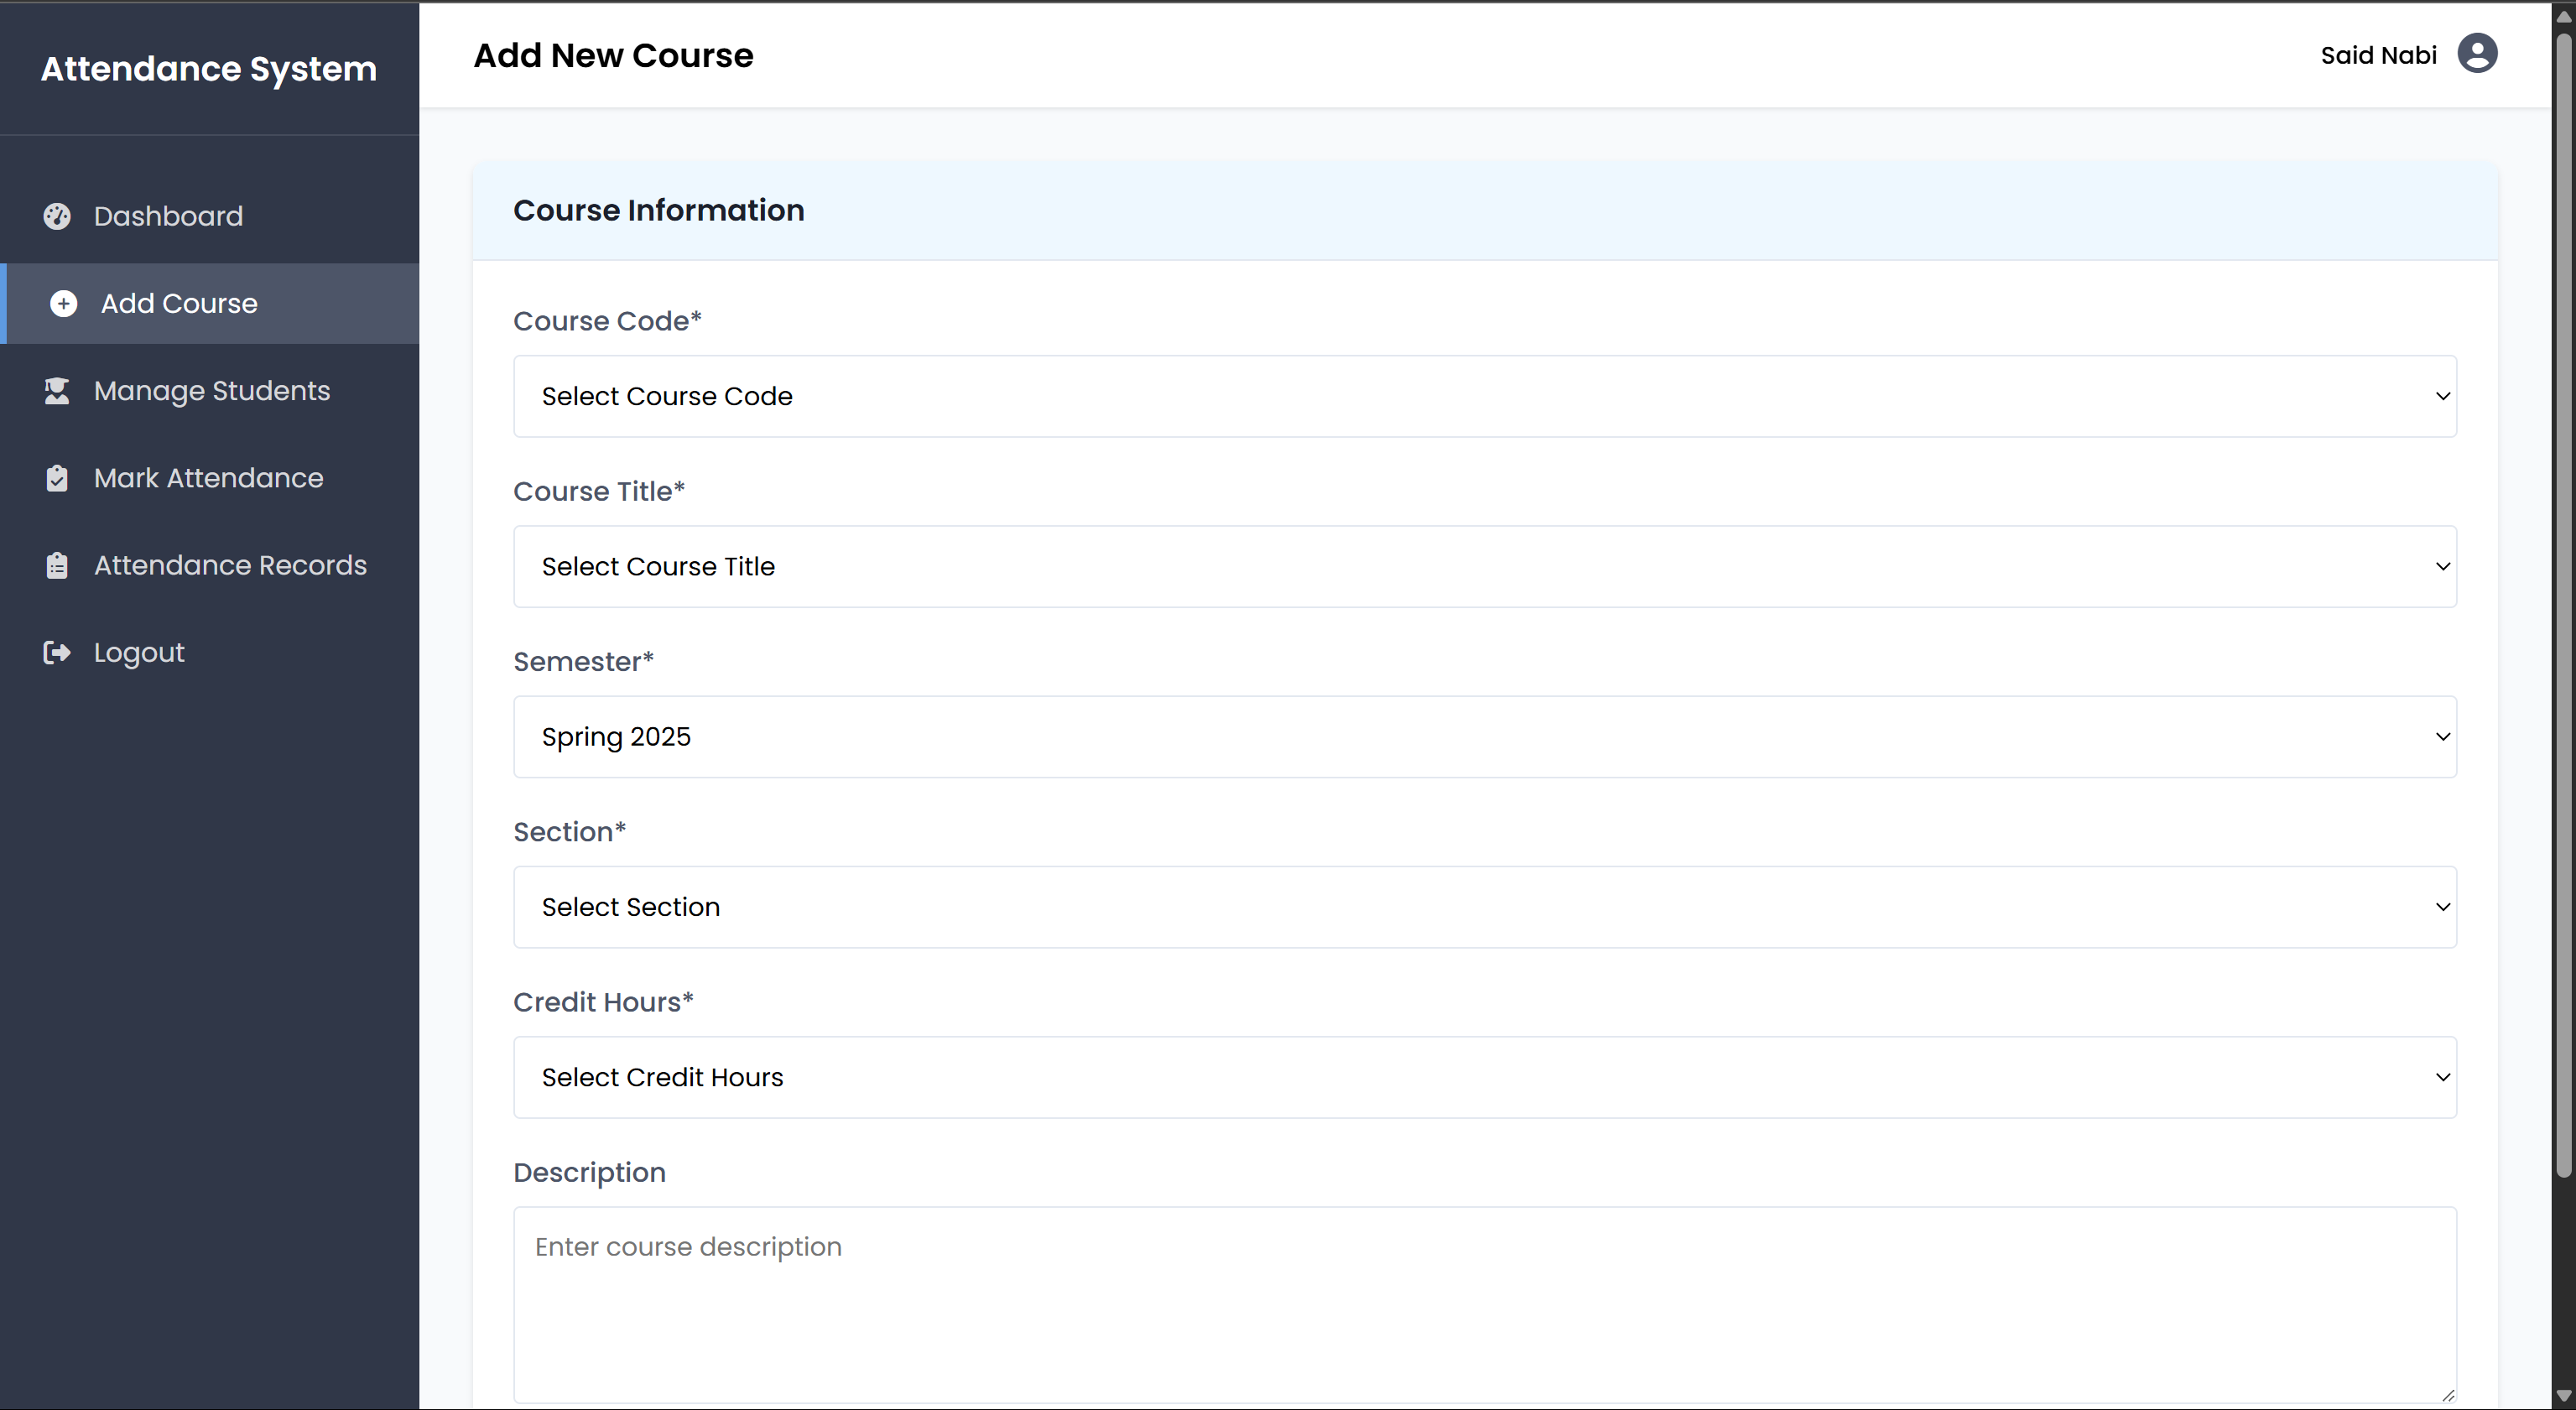 Attendance System
Dashboard
Add Course
Manage Students
Mark Attendance
Attendance Records
Logout
Add New Course
Said Nabi
Course Information
Course Code*
Select Course Code
Course Title*
Select Course Title
Semester*
Spring 2025
Section*
Select Section
Credit Hours*
Select Credit Hours
Description
Enter course description